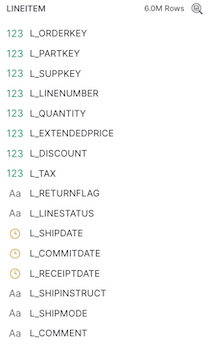 LINEITEM 6.0M Rows
123 L_ORDERKEY
123 L_PARTKEY
123 L_SUPPKEY
123 L_LINENUMBER
123 L_QUANTITY
123 L_EXTENDEDPRICE
123 L_DISCOUNT
123 L_TAX
Aa L_RETURNFLAG
Aa L_LINESTATUS
L_SHIPDATE
L_COMMITDATE
L_RECEIPTDATE
Aa L_SHIPINSTRUCT
Aa L_SHIPMODE
Aa L_COMMENT